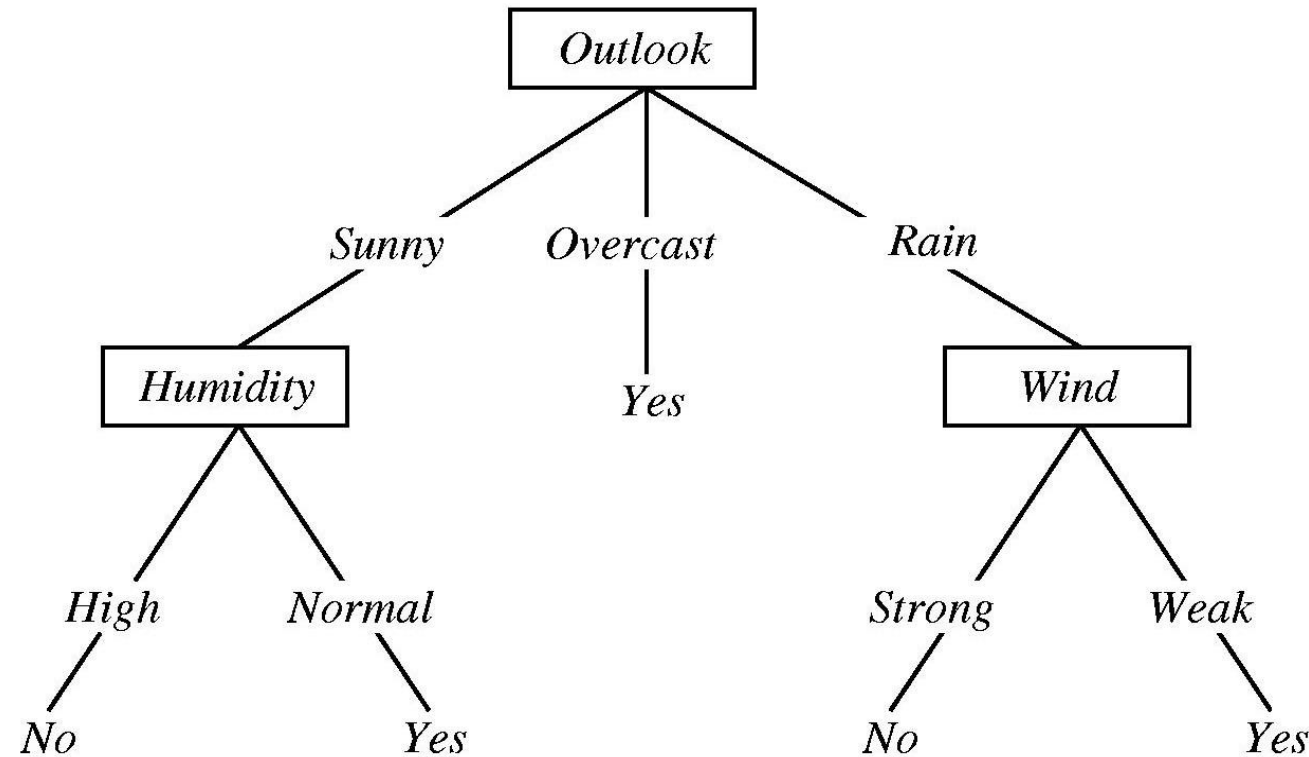 Outlook
Sunny Overcast Rain
Humidity Yes Wind
High Normal Strong Weak
No Yes No Yes